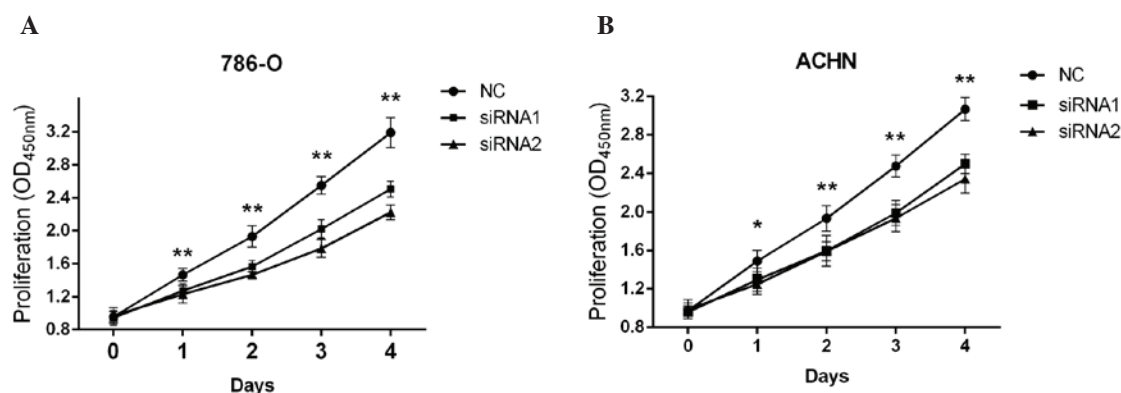 A
786-O
Proliferation (OD450nm)
3.2
2.8
2.4
2.0
1.6
1.2
0.8
**
**
**
**
0
1
2
3
4
Days
NC
siRNA1
siRNA2
B
ACHN
Proliferation (OD450nm)
3.2
2.8
2.4
2.0
1.6
1.2
0.8
*
**
**
**
0
1
2
3
4
Days
NC
siRNA1
siRNA2